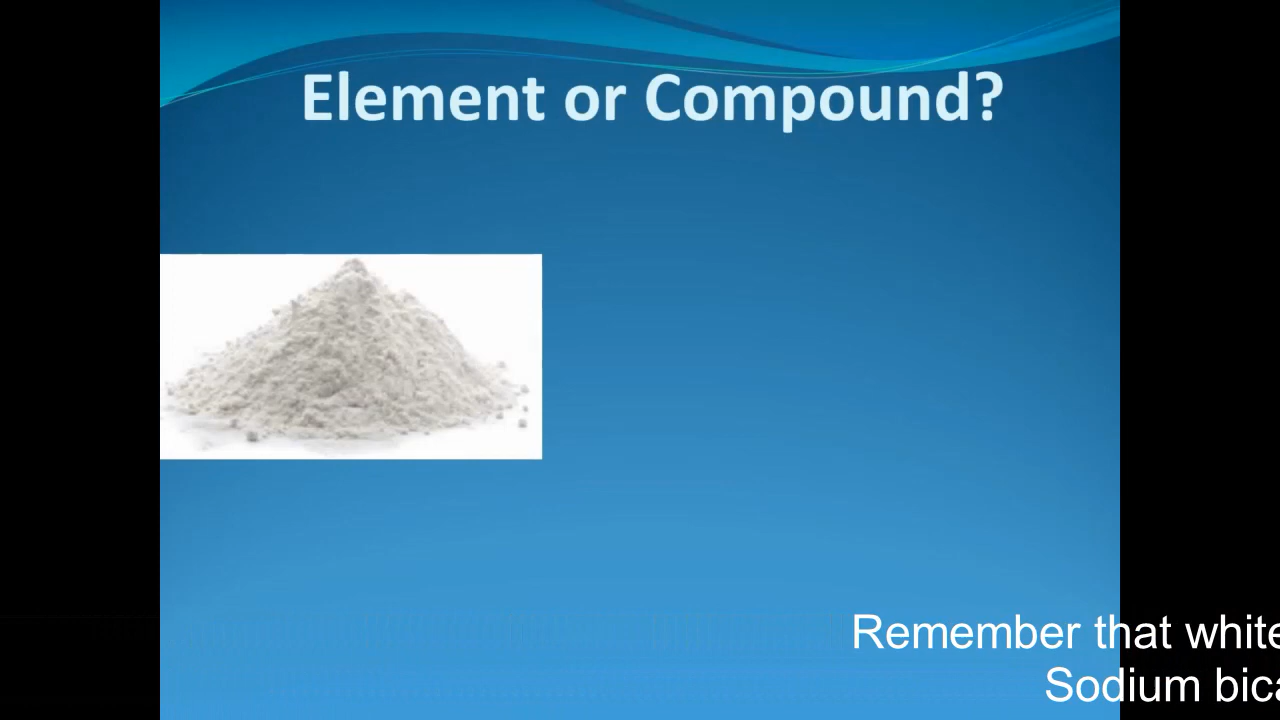 Element or Compound?
Remember that white
Sodium bica